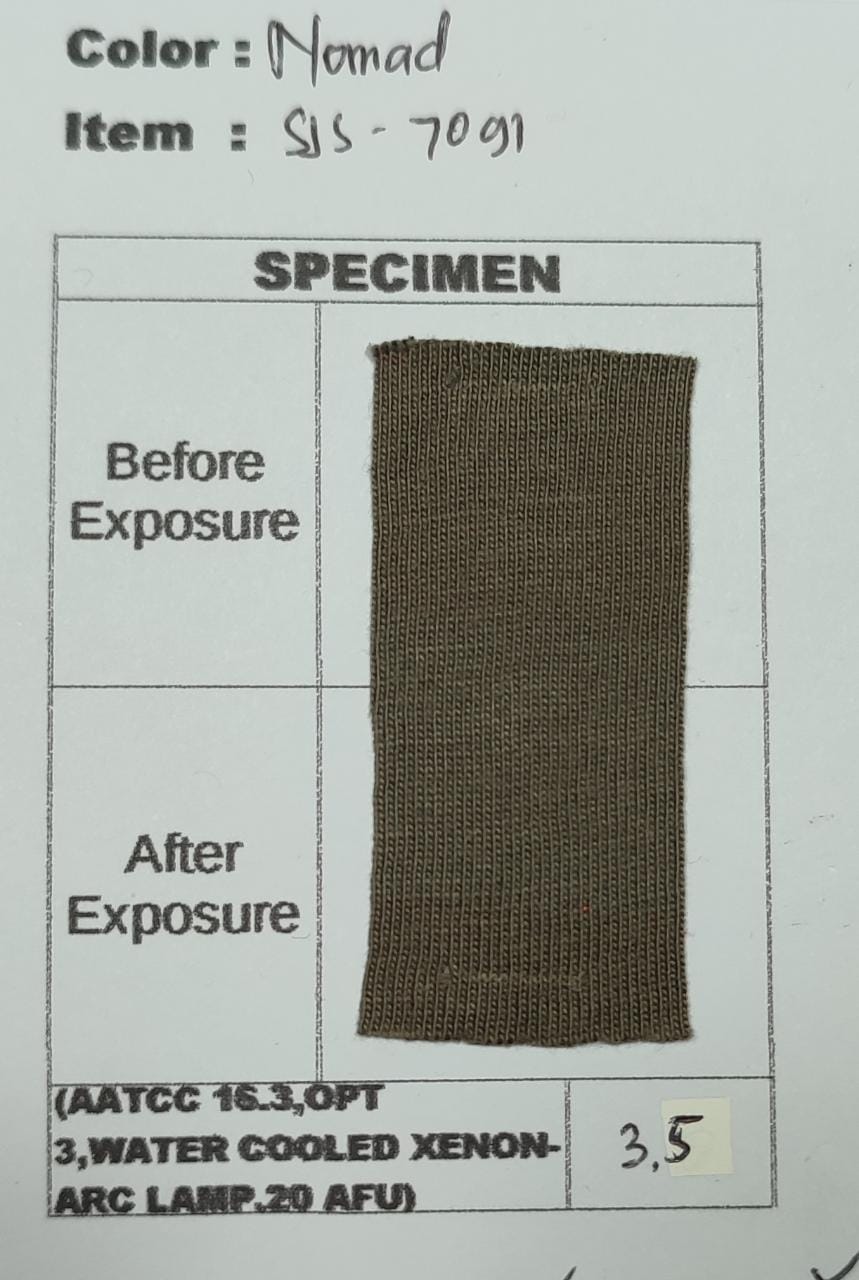 Color : Nomad
Item : SJS-7091
SPECIMEN
Before
Exposure
After
Exposure
(AATCC 16.3,OPT
3,WATER COOLED XENON-
ARC LAMP.20 AFU)
3.5